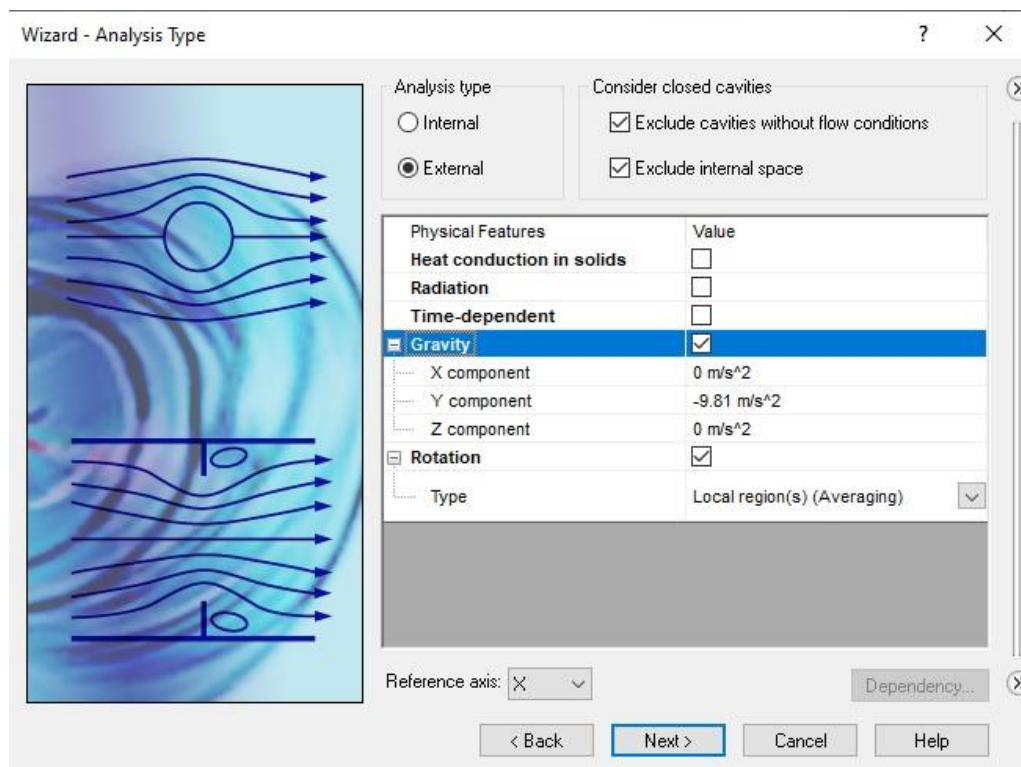 Wizard - Analysis Type
?
Analysis type
Internal
External
Consider closed cavities
Exclude cavities without flow conditions
Exclude internal space
Physical Features Value
Heat conduction in solids
Radiation
Time-dependent
Gravity
X component 0 m/s^2
Y component -9.81 m/s^2
Z component 0 m/s^2
Rotation
Type Local region(s) (Averaging)
Reference axis: X
Dependency...
< Back Next > Cancel Help